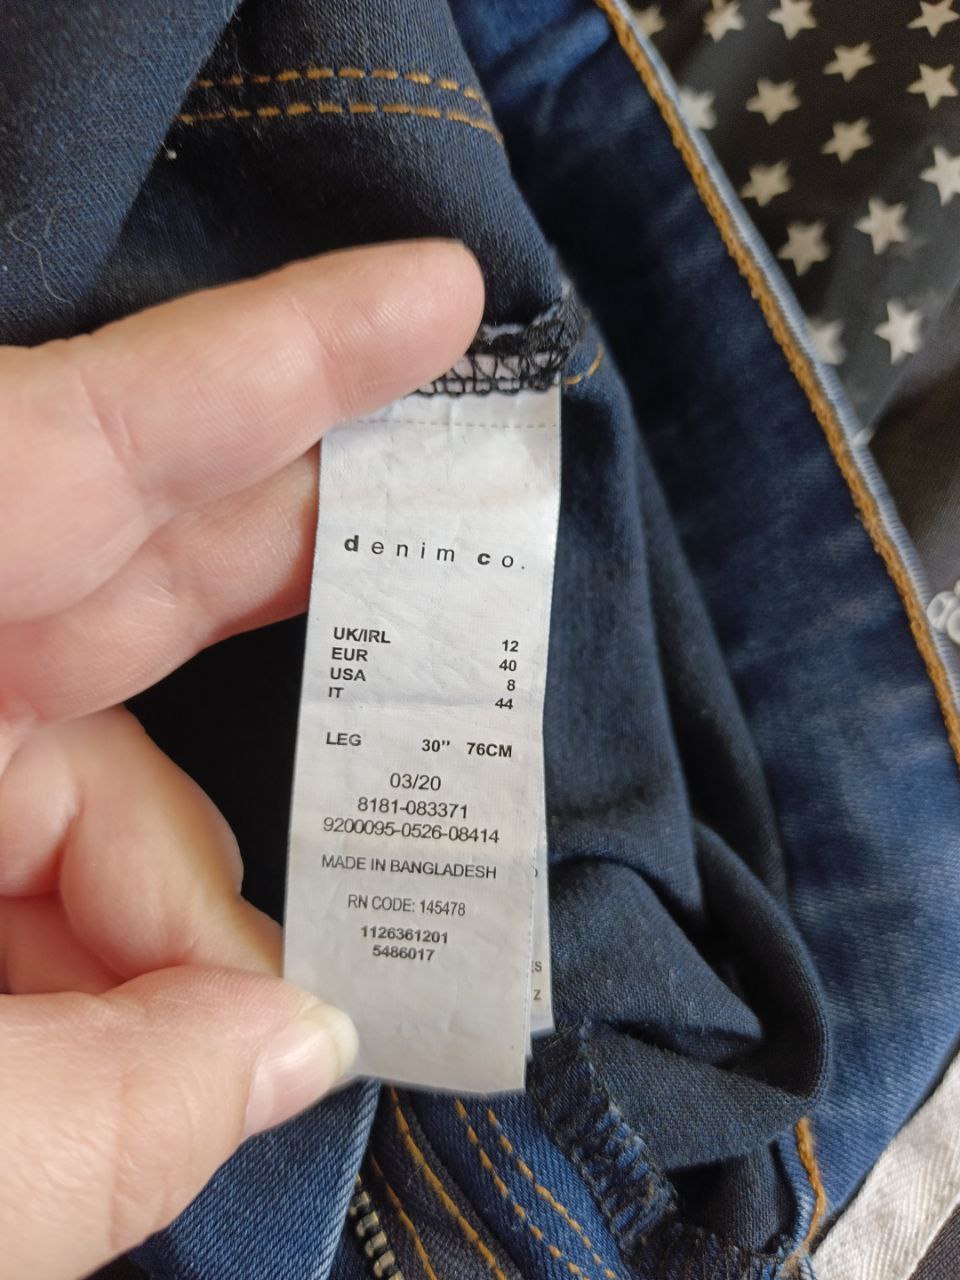 denim co.
UK/IRL 12
EUR 40
USA 8
IT 44
LEG 30" 76CM
03/20
8181-083371
9200095-0526-08414
MADE IN BANGLADESH
RN CODE: 145478
1126361201
5486017